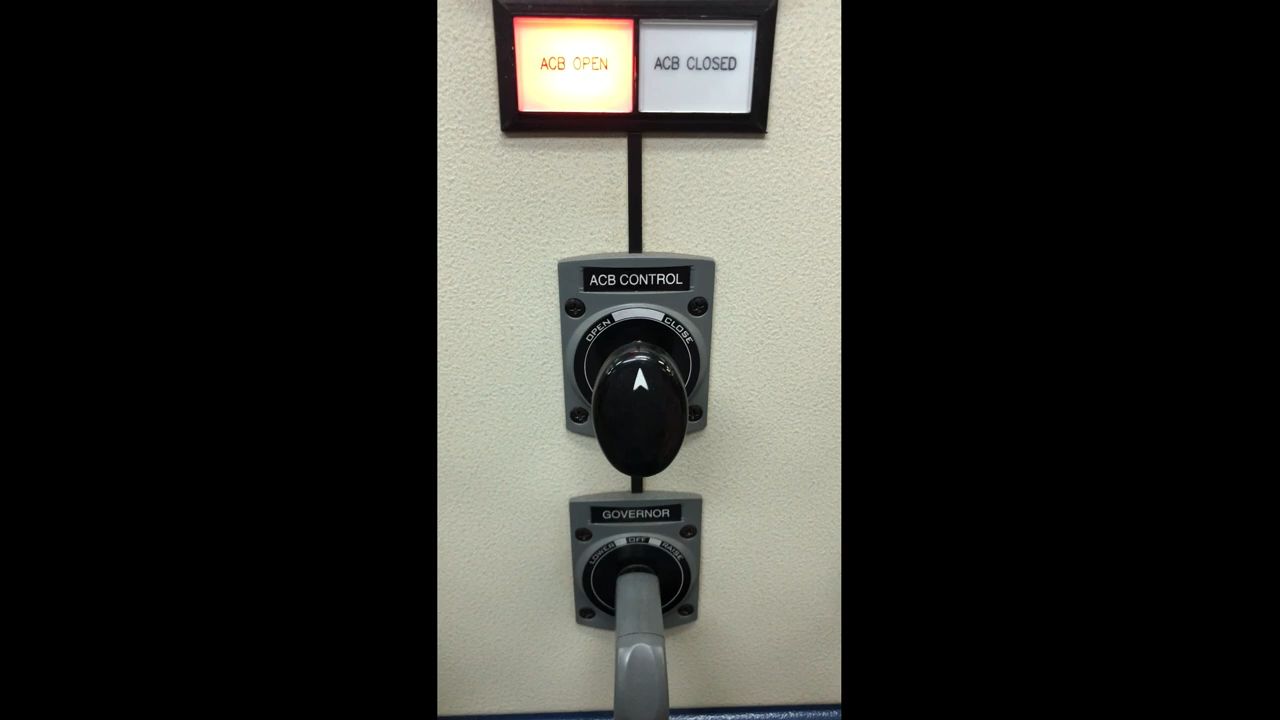 ACB OPEN
ACB CLOSED
ACB CONTROL
OPEN
CLOSE
GOVERNOR
LOWER
OFF
RAISE